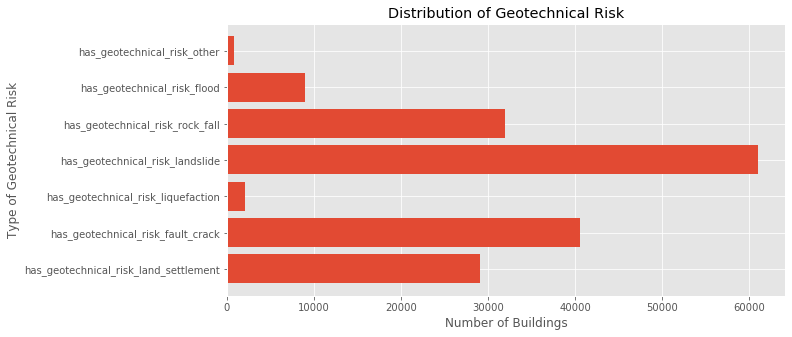 Distribution of Geotechnical Risk
Type of Geotechnical Risk
has_geotechnical_risk_other
has_geotechnical_risk_flood
has_geotechnical_risk_rock_fall
has_geotechnical_risk_landslide
has_geotechnical_risk_liquefaction
has_geotechnical_risk_fault_crack
has_geotechnical_risk_land_settlement
0 10000 20000 30000 40000 50000 60000
Number of Buildings